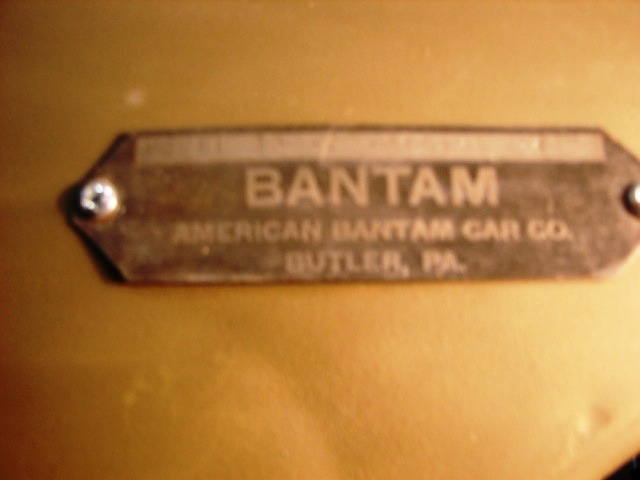 BANTAM
AMERICAN BANTAM CAR CO.
BUTLER, PA.